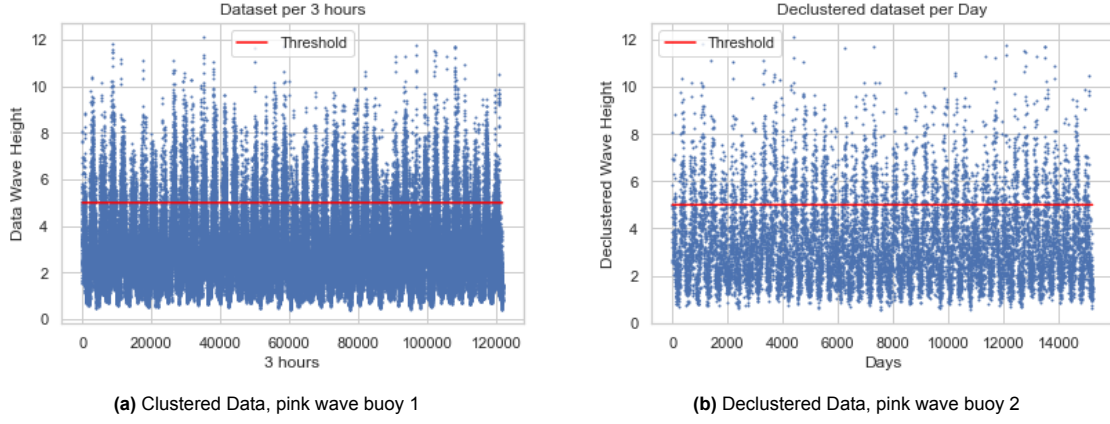 Dataset per 3 hours
Threshold
Data Wave Height
12
10
8
6
4
2
0
0 20000 40000 60000 80000 100000 120000
3 hours
(a) Clustered Data, pink wave buoy 1
Declustered dataset per Day
Threshold
Declustered Wave Height
12
10
8
6
4
2
0
0 2000 4000 6000 8000 10000 12000 14000
Days
(b) Declustered Data, pink wave buoy 2